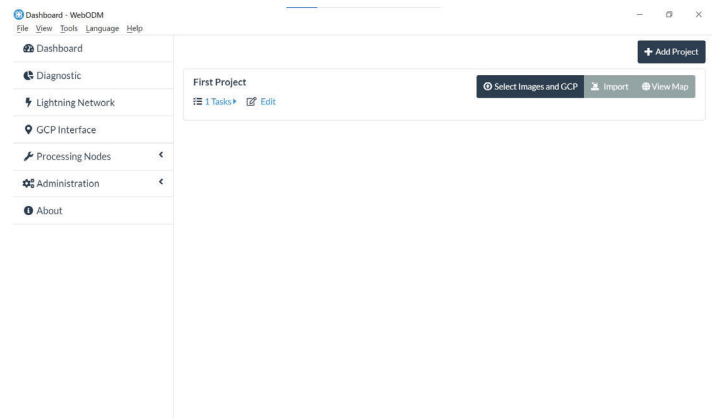 Dashboard - WebODM
File View Tools Language Help
Dashboard
Diagnostic
Lightning Network
GCP Interface
Processing Nodes
Administration
About
Add Project
First Project
1 Tasks
Edit
Select Images and GCP
Import
View Map